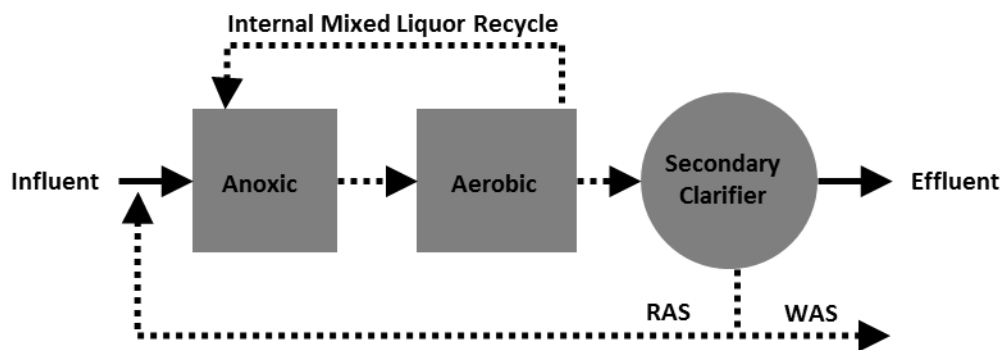 Internal Mixed Liquor Recycle
Influent
Anoxic
Aerobic
Secondary
Clarifier
Effluent
RAS
WAS